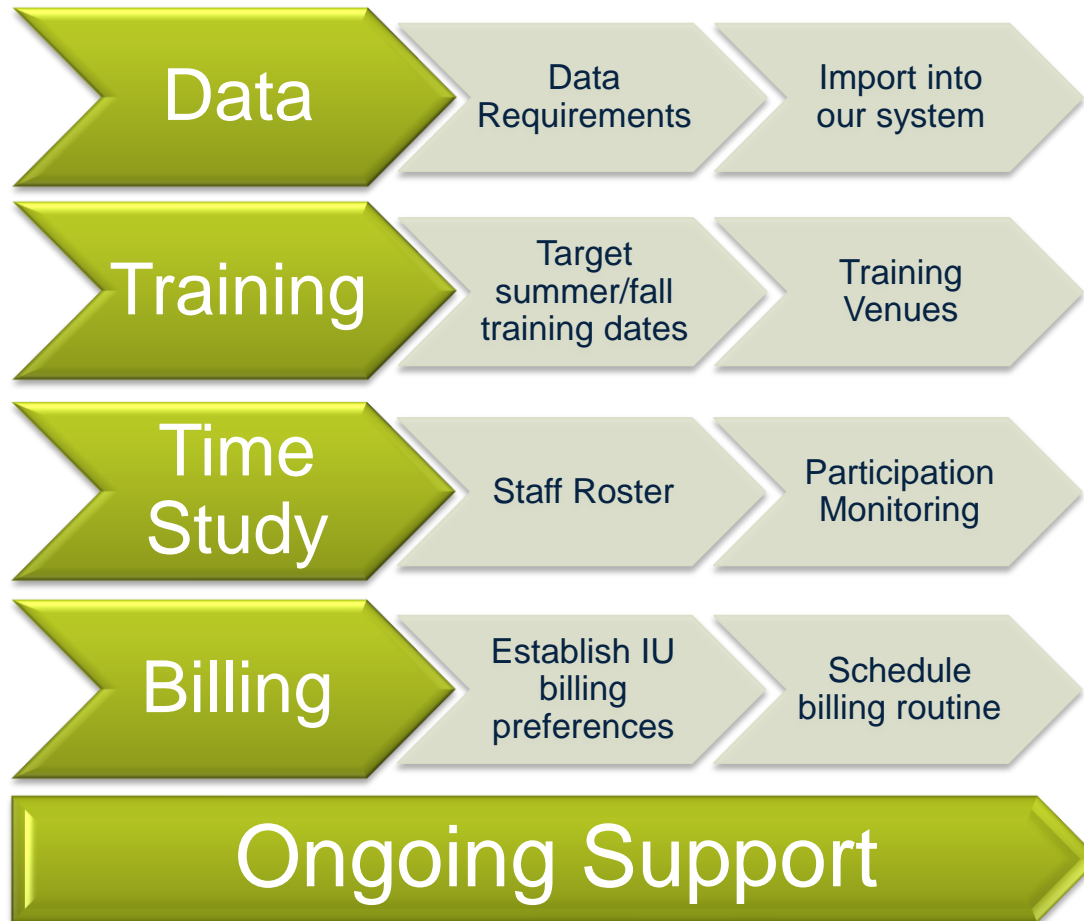 Data
Data
Requirements
Import into
our system
Training
Target
summer/fall
training dates
Training
Venues
Time
Study
Staff Roster
Participation
Monitoring
Billing
Establish IU
billing
preferences
Schedule
billing routine
Ongoing Support